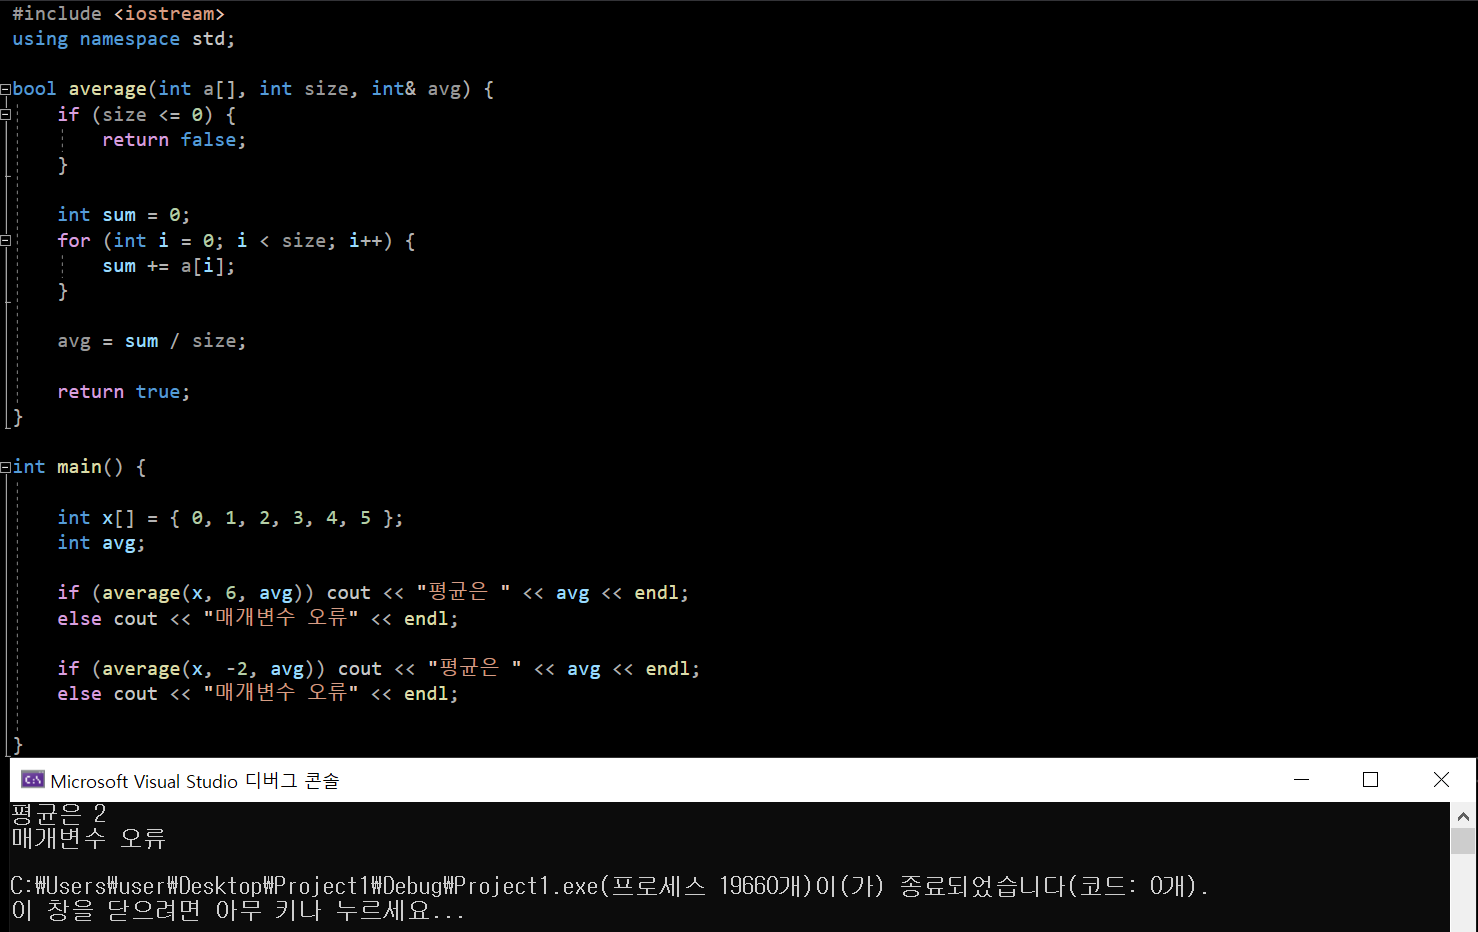 #include <iostream>
using namespace std;
bool average(int a[], int size, int& avg) {
if (size <= 0) {
return false;
}
int sum = 0;
for (int i = 0; i < size; i++) {
sum += a[i];
}
avg = sum / size;
return true;
}
int main() {
int x[] = { 0, 1, 2, 3, 4, 5 };
int avg;
if (average(x, 6, avg)) cout << "평균은 " << avg << endl;
else cout << "매개변수 오류" << endl;
if (average(x, -2, avg)) cout << "평균은 " << avg << endl;
else cout << "매개변수 오류" << endl;
}
Microsoft Visual Studio 디버그 콘솔
평균은 2
매개변수 오류
C:₩Users₩user₩Desktop₩Project1₩Debug₩Project1.exe(프로세스 19660개)이(가) 종료되었습니다(코드: 0개).
이 창을 닫으려면 아무 키나 누르세요...